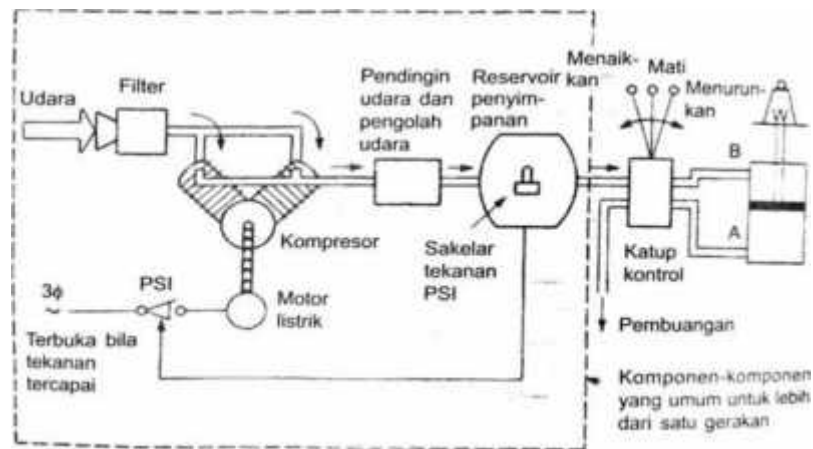 Udara
Filter
Pendingin
udara dan
pengolah
udara
Reservoir
penyim-
panan
Menaik-
kan
Mati
Menurun-
kan
W
B
A
Kompresor
Sakelar
tekanan
PSI
Katup
kontrol
3ϕ
~
PSI
Motor
listrik
Terbuka bila
tekanan
tercapai
Pembuangan
Komponen-komponen
yang umum untuk lebih
dari satu gerakan